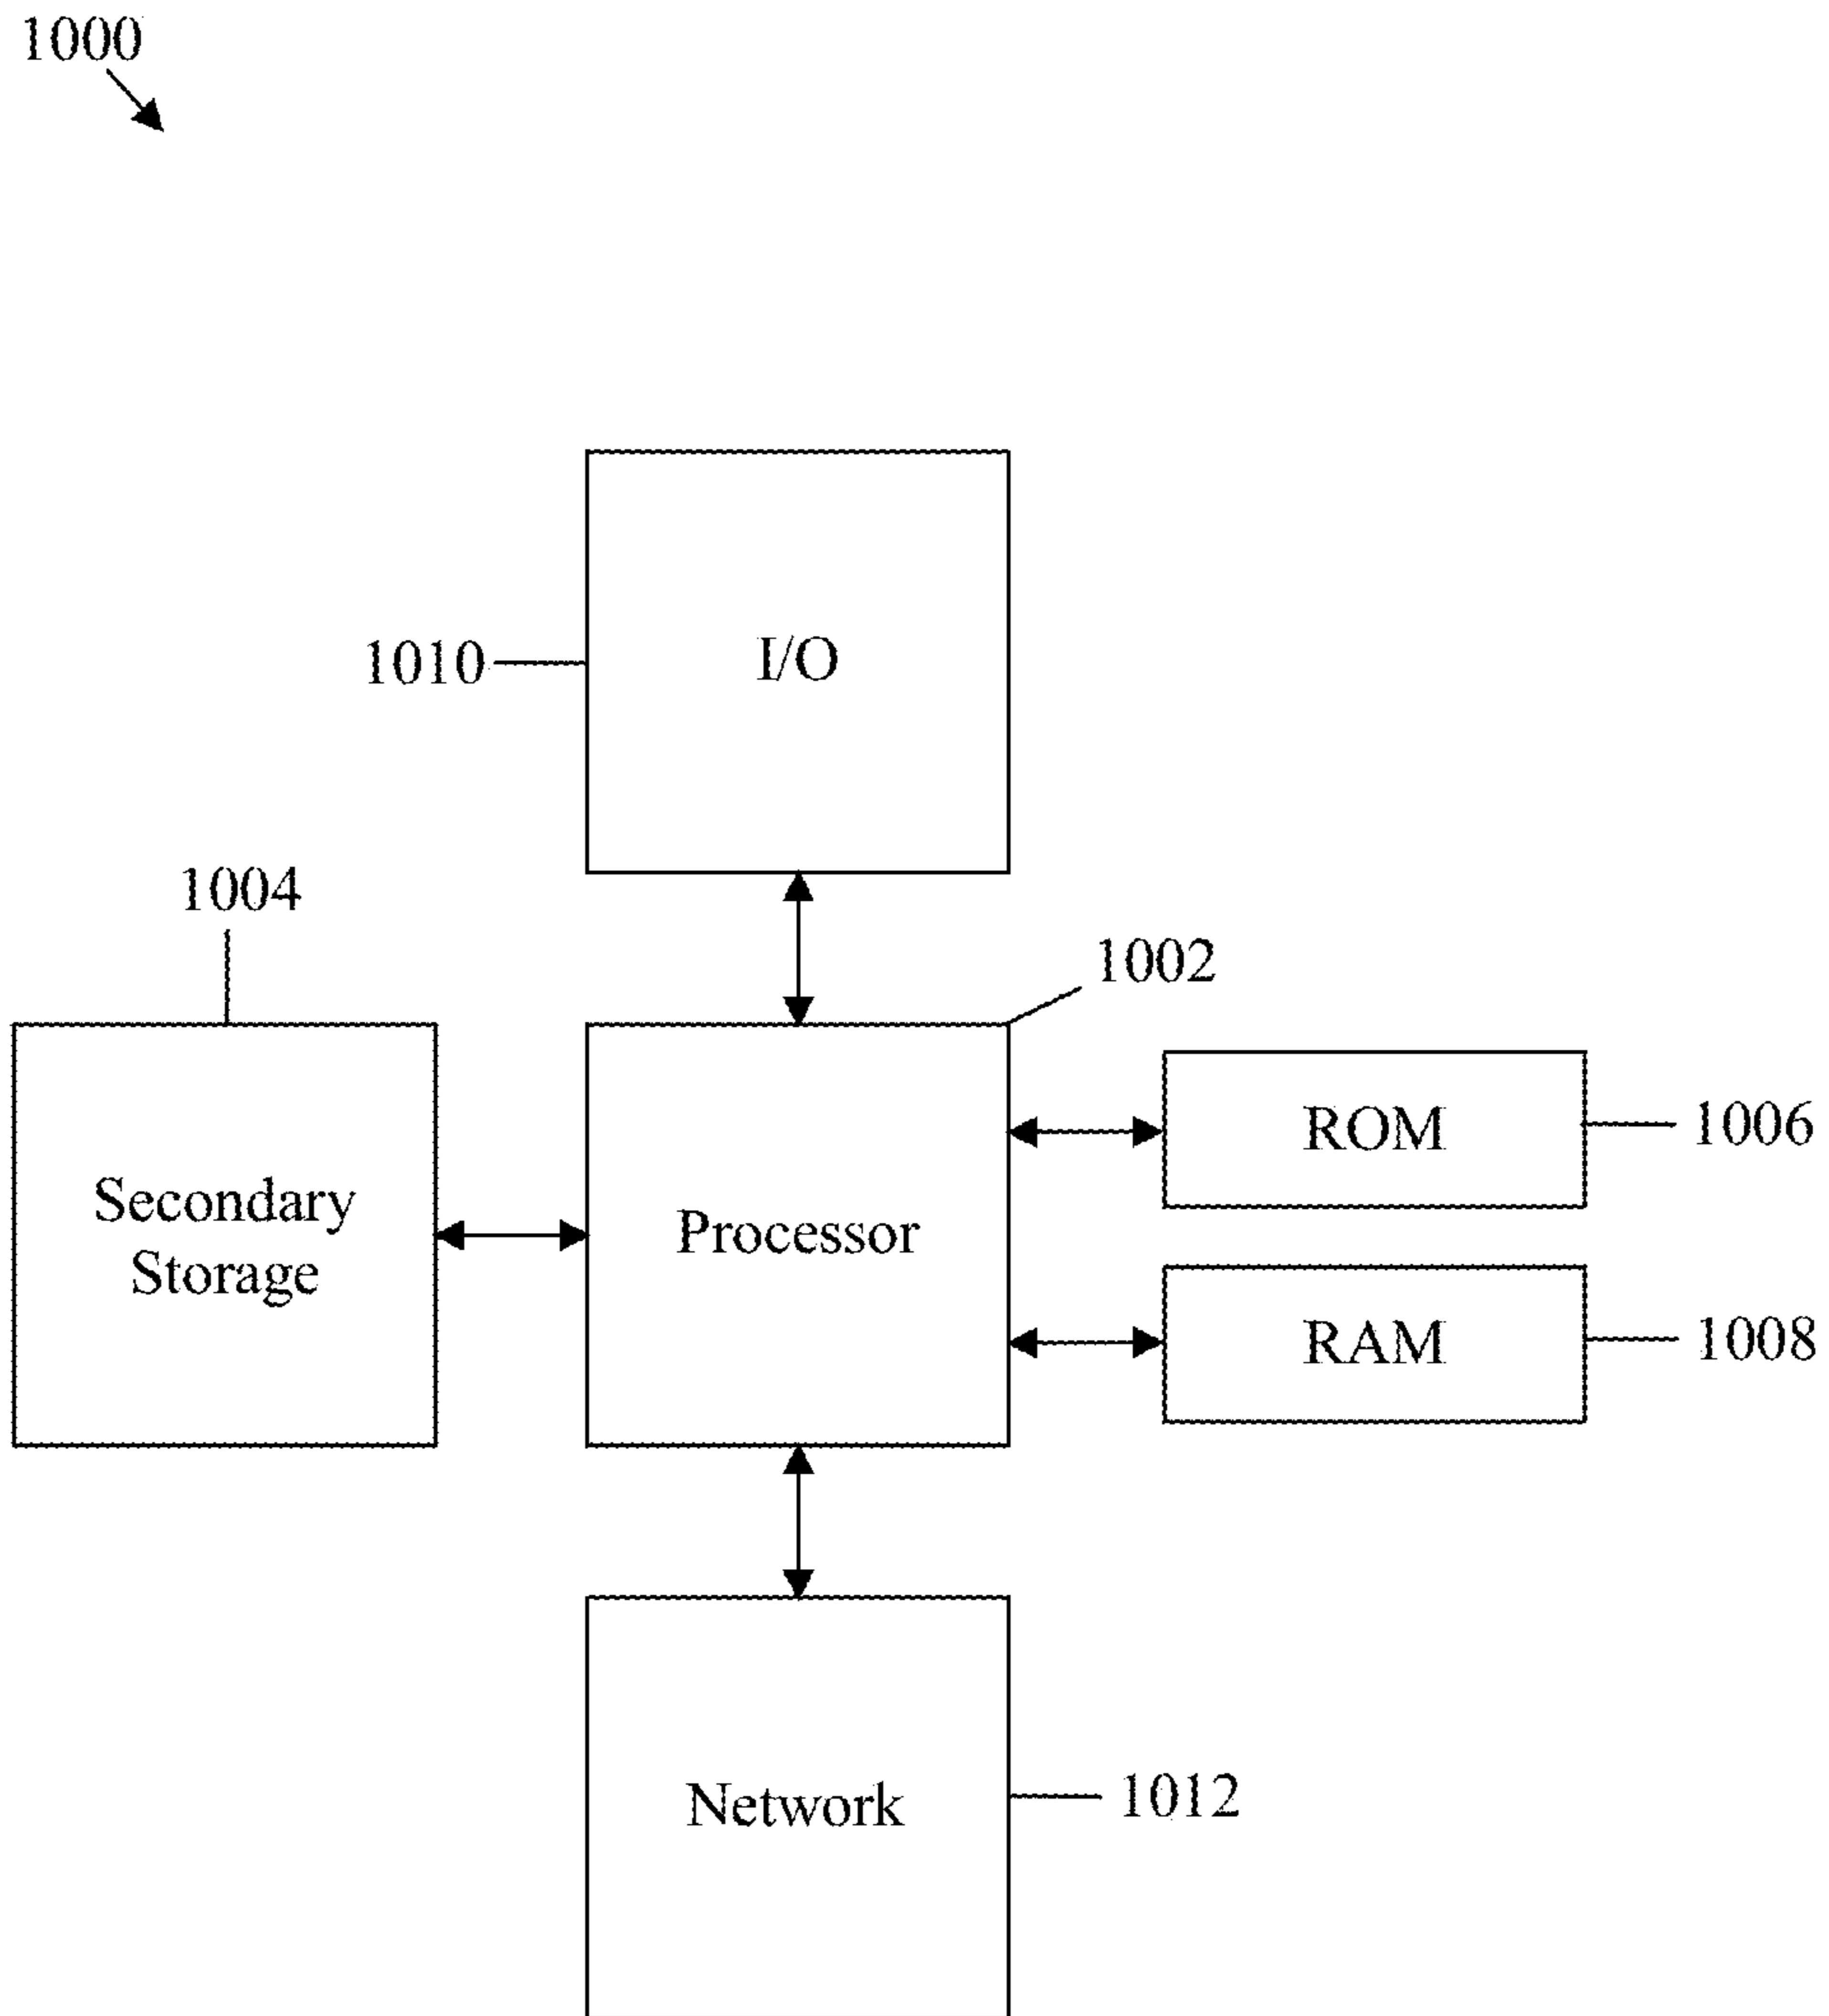 1000
1010
I/O
1004
1002
Secondary
Storage
Processor
ROM
1006
RAM
1008
Network
1012